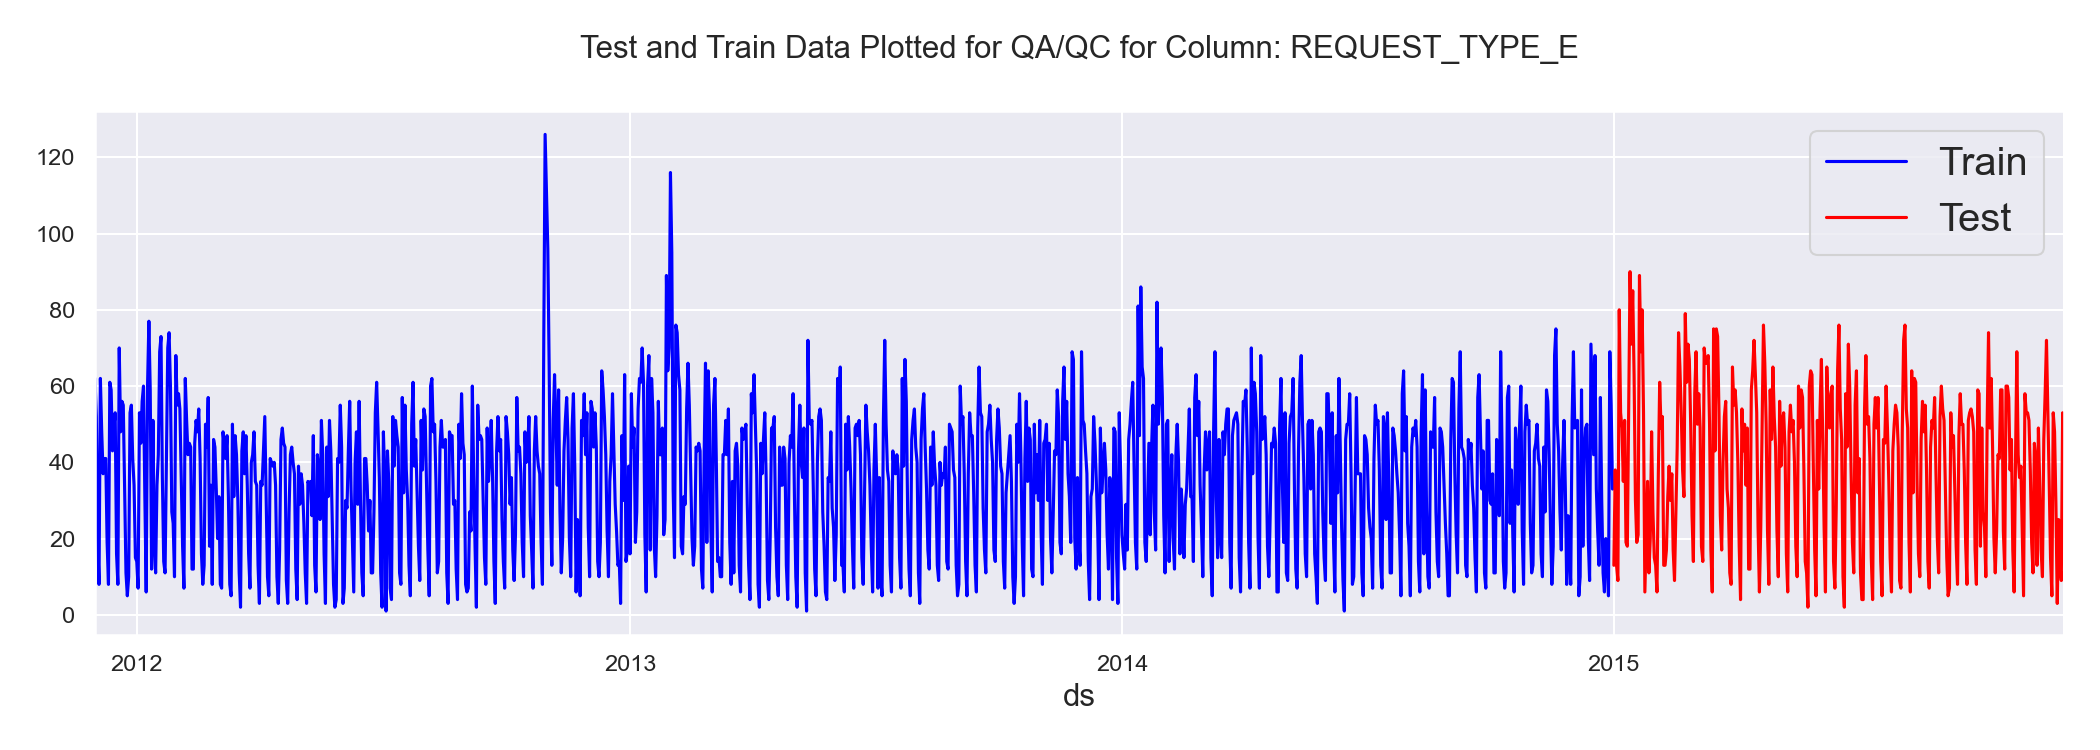 Test and Train Data Plotted for QA/QC for Column: REQUEST_TYPE_E
120
100
80
60
40
20
0
Train
Test
2012 2013 2014 2015
ds